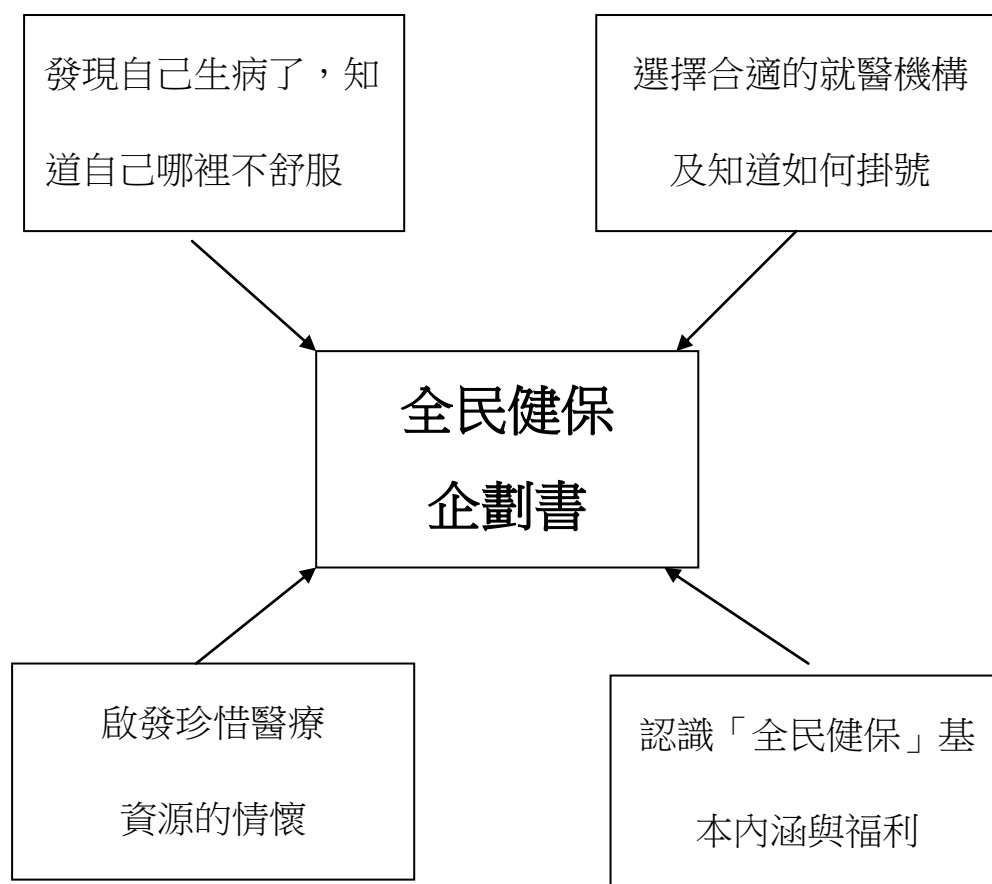 發現自己生病了，知
道自己哪裡不舒服
選擇合適的就醫機構
及知道如何掛號
全民健保
企劃書
啟發珍惜醫療
資源的情懷
認識「全民健保」基
本內涵與福利